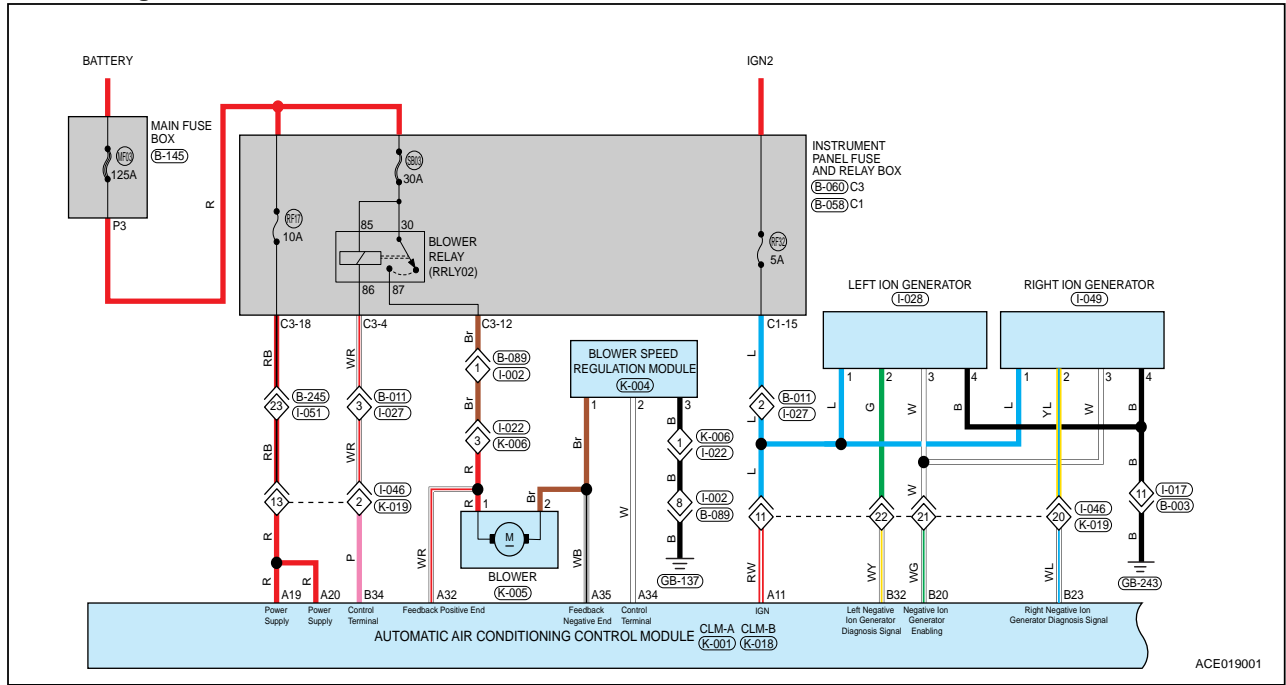 BATTERY
IGN2
MAIN FUSE
BOX
B-145
MF03
125A
P3
R
RF17
10A
SB03
30A
85
30
BLOWER
RELAY
(RRLY02)
86
87
RF32
5A
INSTRUMENT
PANEL FUSE
AND RELAY BOX
B-060 C3
B-058 C1
LEFT ION GENERATOR
I-028
RIGHT ION GENERATOR
I-049
C3-18
C3-4
C3-12
C1-15
RB
WR
Br
L
BLOWER SPEED
REGULATION MODULE
K-004
1
2
3
1
2
3
4
1
2
3
4
1
B-089
I-002
23
B-245
I-051
3
B-011
I-027
2
B-011
I-027
Br
Br
W
B
L
L
G
W
B
L
YL
W
B
3
I-022
K-006
1
K-006
I-022
RB
WR
R
B
L
W
B
13
2
I-046
K-019
8
I-002
B-089
11
22
21
20
I-046
K-019
11
I-017
B-003
R
P
WR
R
1
Br
2
M
BLOWER
K-005
WB
B
GB-137
RW
WY
WG
WL
B
GB-243
R
R
A19
A20
B34
A32
A35
A34
A11
B32
B20
B23
Power
Supply
Power
Supply
Control
Terminal
Feedback Positive End
Feedback
Negative End
Control
Terminal
IGN
Left Negative
Ion Generator
Diagnosis Signal
Negative Ion
Generator
Enabling
Right Negative Ion
Generator Diagnosis Signal
AUTOMATIC AIR CONDITIONING CONTROL MODULE
CLM-A
K-001
CLM-B
K-018
ACE019001